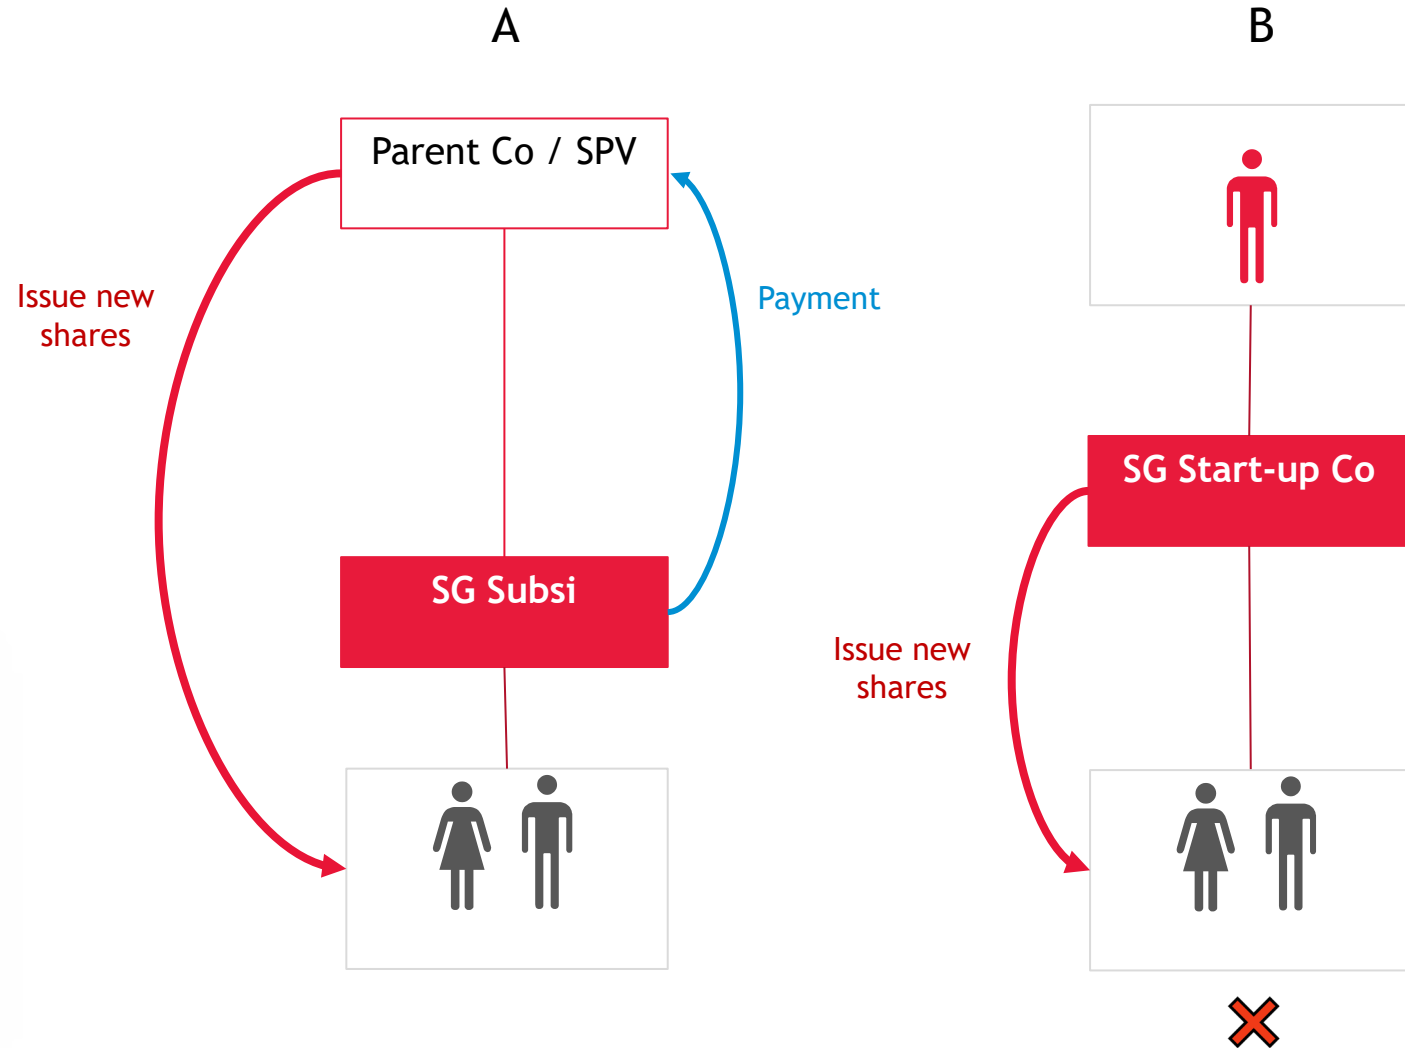 A
B
Parent Co / SPV
Issue new
shares
Payment
SG Subsi
SG Start-up Co
Issue new
shares